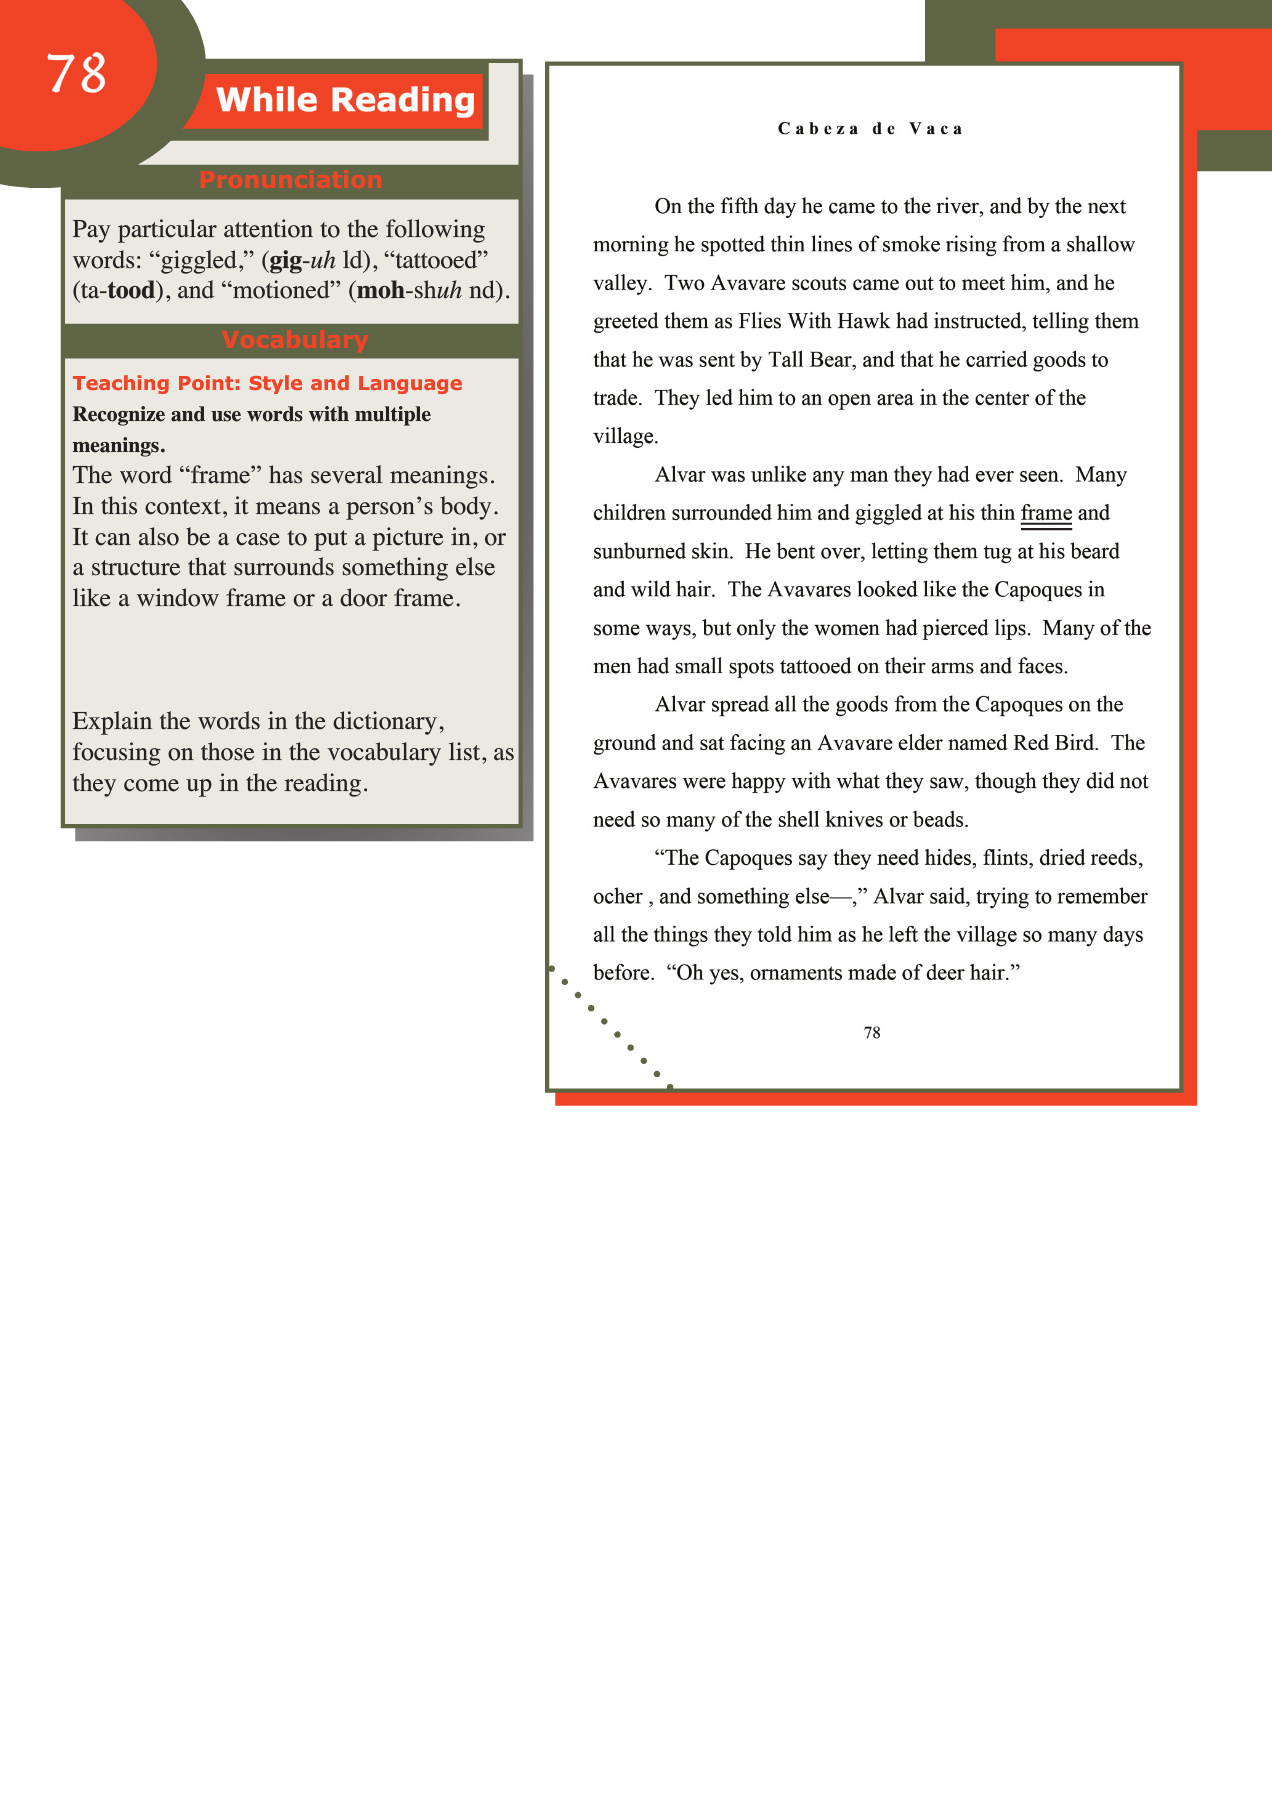 78
While Reading
Pronunciation
Pay particular attention to the following
words: “giggled,” (gig-uh ld), “tattooed”
(ta-tood), and “motioned” (moh-shuh nd).
Vocabulary
Teaching Point: Style and Language
Recognize and use words with multiple
meanings.
The word “frame” has several meanings.
In this context, it means a person’s body.
It can also be a case to put a picture in, or
a structure that surrounds something else
like a window frame or a door frame.
Explain the words in the dictionary,
focusing on those in the vocabulary list, as
they come up in the reading.
Cabeza de Vaca
On the fifth day he came to the river, and by the next
morning he spotted thin lines of smoke rising from a shallow
valley.  Two Avavare scouts came out to meet him, and he
greeted them as Flies With Hawk had instructed, telling them
that he was sent by Tall Bear, and that he carried goods to
trade.  They led him to an open area in the center of the
village.
Alvar was unlike any man they had ever seen.  Many
children surrounded him and giggled at his thin frame and
sunburned skin.  He bent over, letting them tug at his beard
and wild hair.  The Avavares looked like the Capoques in
some ways, but only the women had pierced lips.  Many of the
men had small spots tattooed on their arms and faces.
Alvar spread all the goods from the Capoques on the
ground and sat facing an Avavare elder named Red Bird.  The
Avavares were happy with what they saw, though they did not
need so many of the shell knives or beads.
“The Capoques say they need hides, flints, dried reeds,
ocher , and something else—,” Alvar said, trying to remember
all the things they told him as he left the village so many days
before.  “Oh yes, ornaments made of deer hair.”
78